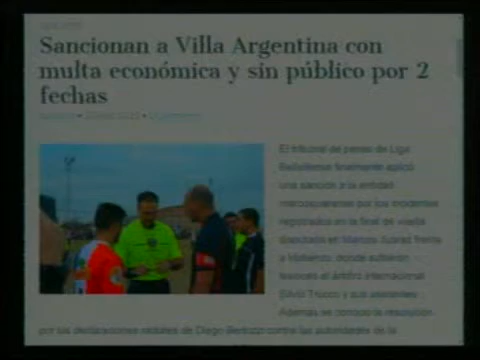 Sancionan a Villa Argentina con
multa económica y sin público por 2
fechas
El tribunal de penas de Liga
Bellvillense finalmente aplicó
una sanción a la entidad
marcosjuarense por los incidentes
registrados en la final de vuelta
disputada en Marcos Juárez frente
a Matienzo, donde sufrieron
lesiones el árbitro internacional
Silvio Trucco y sus asistentes.
Además se conoció la resolución
por las declaraciones radiales de Diego Bertozzi contra las autoridades de la